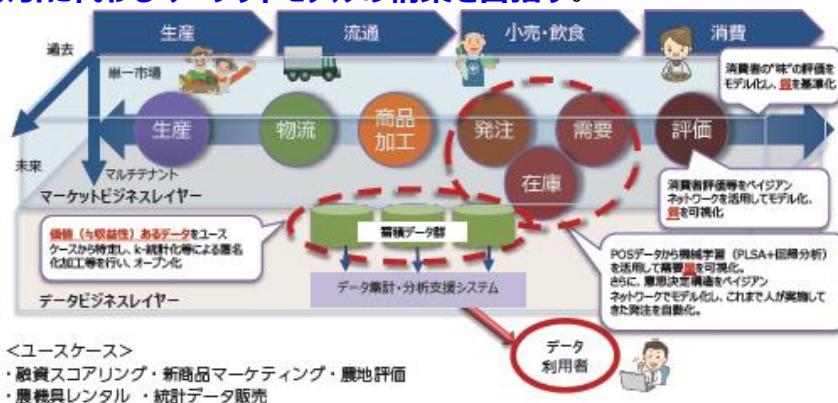 生産
流通
小売・飲食
消費
過去
単一市場
消費者の“味”の評価を
モデル化し、質を基準化
生産
物流
商品
加工
発注
需要
評価
在庫
未来
マルチテナント
マーケットビジネスレイヤー
消費者評価等をベイジアン
ネットワークを活用してモデル化、
質を可視化
価値（≒収益性）あるデータをユース
ケースから特定し、k-統計化等による匿名
化加工等を行い、オープン化
蓄積データ群
POSデータから機械学習（PLSA+回帰分析）
を活用して需要量を可視化。
さらに、意思決定構造をベイジアン
ネットワークでモデル化し、これまで人が実施して
きた発注を自動化。
データ集計・分析支援システム
データビジネスレイヤー
データ
利用者
＜ユースケース＞
・融資スコアリング・新商品マーケティング・農地評価
・農機具レンタル ・統計データ販売